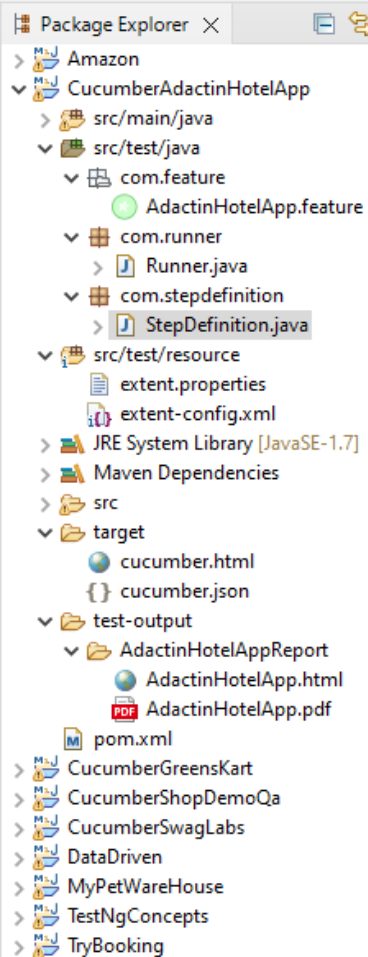 Package Explorer
Amazon
CucumberAdactinHotelApp
src/main/java
src/test/java
com.feature
AdactinHotelApp.feature
com.runner
Runner.java
com.stepdefinition
StepDefinition.java
src/test/resource
extent.properties
extent-config.xml
JRE System Library [JavaSE-1.7]
Maven Dependencies
src
target
cucumber.html
cucumber.json
test-output
AdactinHotelAppReport
AdactinHotelApp.html
PDF AdactinHotelApp.pdf
pom.xml
CucumberGreensKart
CucumberShopDemoQa
CucumberSwagLabs
DataDriven
MyPetWareHouse
TestNgConcepts
TryBooking